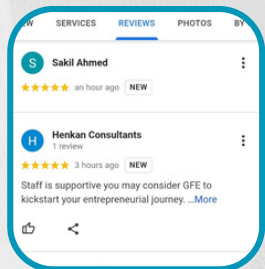 W SERVICES REVIEWS PHOTOS BY
S Sakil Ahmed
an hour ago NEW
H Henkan Consultants
1 review
3 hours ago NEW
Staff is supportive you may consider GFE to
kickstart your entrepreneurial journey. ...More